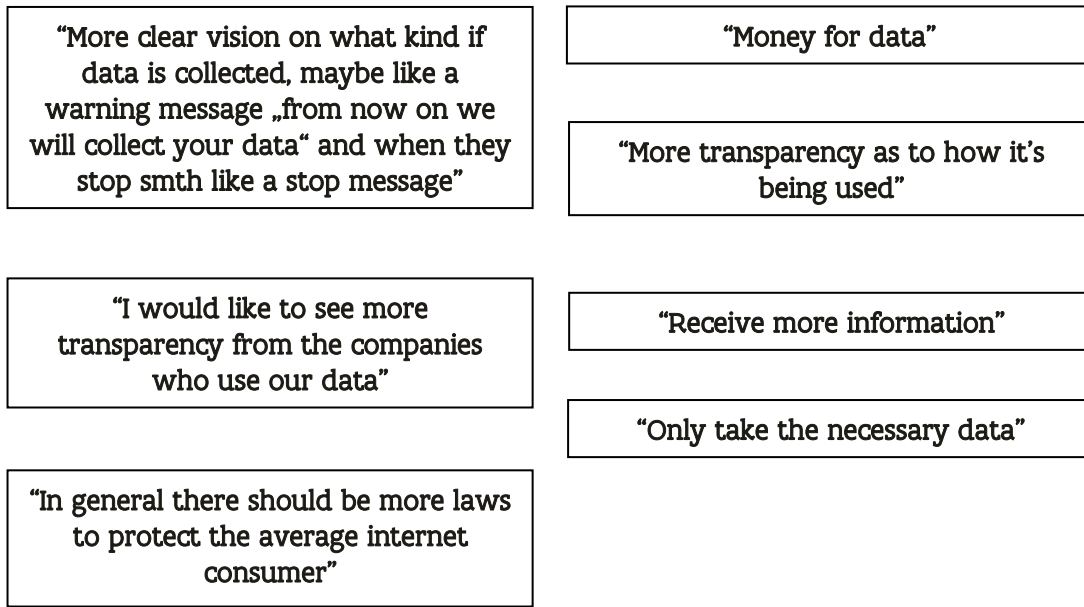 “More clear vision on what kind if
data is collected, maybe like a
warning message „from now on we
will collect your data“ and when they
stop smth like a stop message”
“I would like to see more
transparency from the companies
who use our data”
“In general there should be more laws
to protect the average internet
consumer”
“Money for data”
“More transparency as to how it’s
being used”
“Receive more information”
“Only take the necessary data”